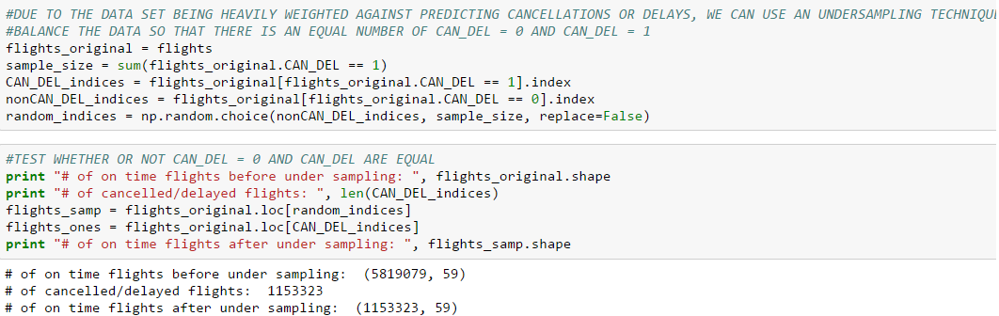 #DUE TO THE DATA SET BEING HEAVILY WEIGHTED AGAINST PREDICTING CANCELLATIONS OR DELAYS, WE CAN USE AN UNDERSAMPLING TECHNIQU
#BALANCE THE DATA SO THAT THERE IS AN EQUAL NUMBER OF CAN_DEL = 0 AND CAN_DEL = 1
flights_original = flights
sample_size = sum(flights_original.CAN_DEL == 1)
CAN_DEL_indices = flights_original[flights_original.CAN_DEL == 1].index
nonCAN_DEL_indices = flights_original[flights_original.CAN_DEL == 0].index
random_indices = np.random.choice(nonCAN_DEL_indices, sample_size, replace=False)
#TEST WHETHER OR NOT CAN_DEL = 0 AND CAN_DEL ARE EQUAL
print "# of on time flights before under sampling: ", flights_original.shape
print "# of cancelled/delayed flights: ", len(CAN_DEL_indices)
flights_samp = flights_original.loc[random_indices]
flights_ones = flights_original.loc[CAN_DEL_indices]
print "# of on time flights after under sampling: ", flights_samp.shape
# of on time flights before under sampling:  (5819079, 59)
# of cancelled/delayed flights:  1153323
# of on time flights after under sampling:  (1153323, 59)